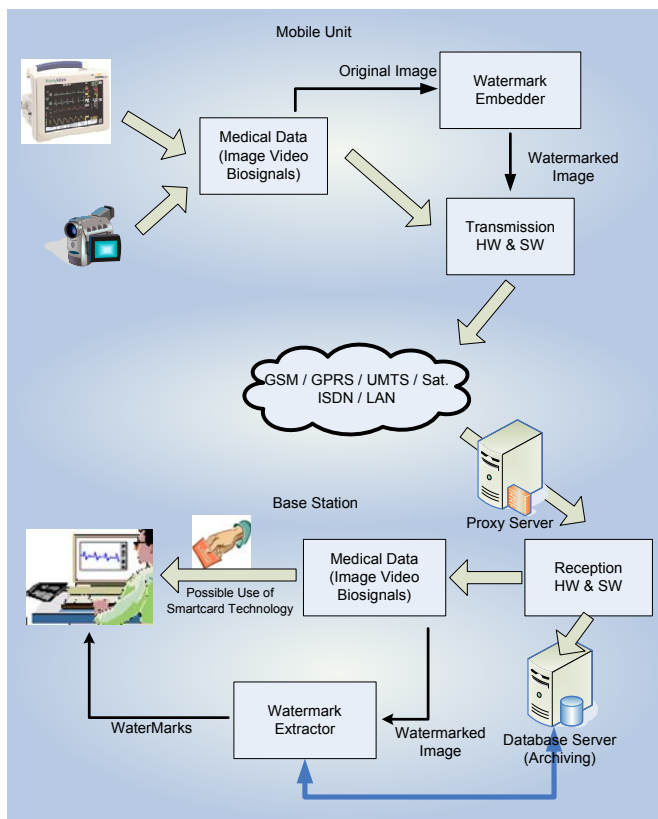 Mobile Unit
Original Image
Watermark
Embedder
Medical Data
(Image Video
Biosignals)
Watermarked
Image
Transmission
HW & SW
GSM / GPRS / UMTS / Sat.
ISDN / LAN
Proxy Server
Base Station
Reception
HW & SW
Medical Data
(Image Video
Biosignals)
Possible Use of
Smartcard Technology
Watermark
Extractor
WaterMarks
Watermarked
Image
Database Server
(Archiving)